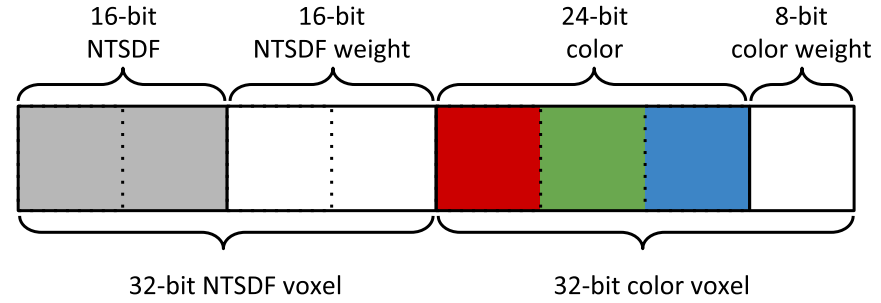 16-bit
NTSDF
16-bit
NTSDF weight
24-bit
color
8-bit
color weight
32-bit NTSDF voxel
32-bit color voxel